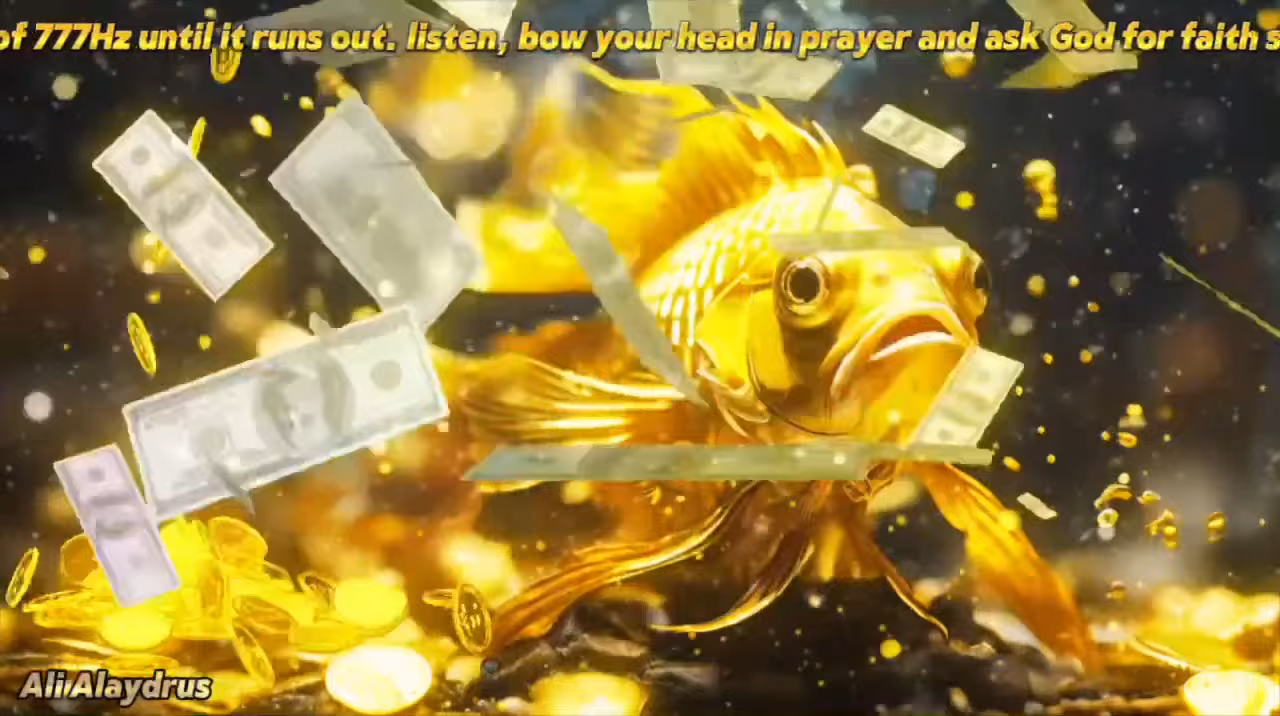 of 777Hz until it runs out. listen, bow your head in prayer and ask God for faith s
Ali Alaydrus